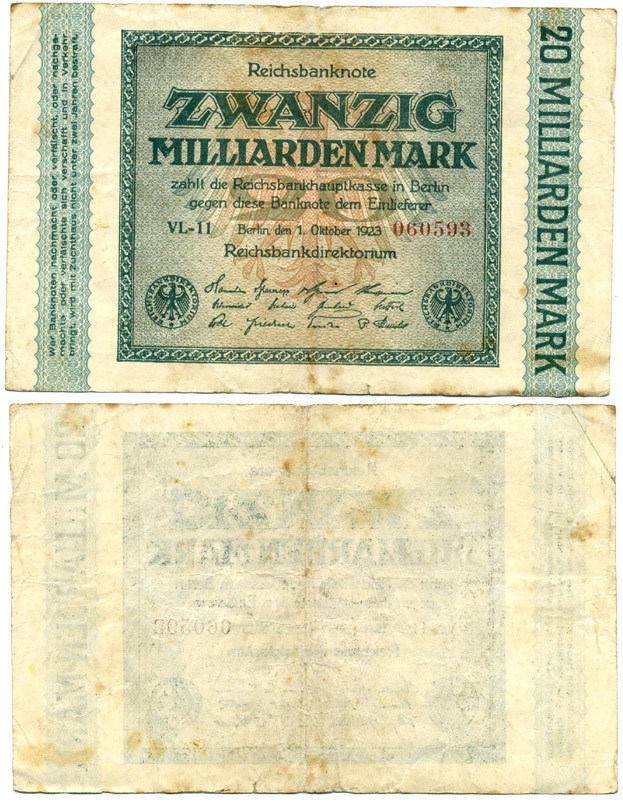 Wer Banknoten nachmacht oder verfälscht, oder nachge-
machte oder verfälschte sich verschafft und in Verkehr
bringt, wird mit Zuchthaus nicht unter zwei Jahren bestraft.
Reichsbanknote
ZWANZIG
MILLIARDEN MARK
zahlt die Reichsbankhauptkasse in Berlin
gegen diese Banknote dem Einlieferer
VL-11 Berlin, den 1. Oktober 1923 060593
Reichsbankdirektorium
REICHSBANKDIREKTORIUM
REICHSBANKDIREKTORIUM
20 MILLIARDEN MARK